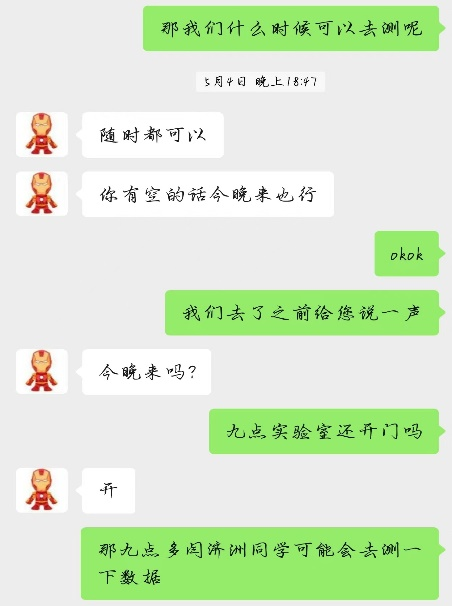 那我们什么时候可以去测呢
5月4日 晚上18:47
随时都可以
你有空的话今晚来也行
okok
我们去了之前给您说一声
今晚来吗?
九点实验室还开门吗
开
那九点多闫济洲同学可能会去测一
下数据